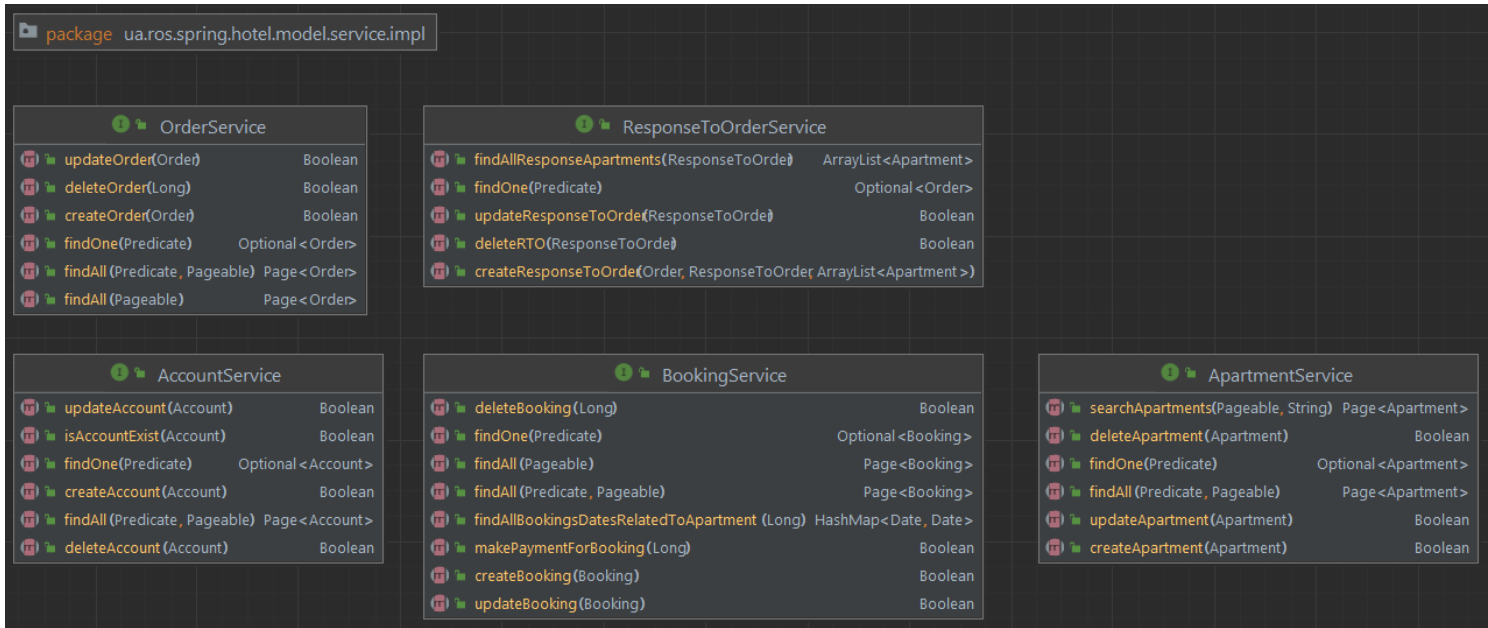 package ua.ros.spring.hotel.model.service.impl
OrderService
updateOrder(Order) Boolean
deleteOrder(Long) Boolean
createOrder(Order) Boolean
findOne(Predicate) Optional<Order>
findAll(Predicate, Pageable) Page<Order>
findAll(Pageable) Page<Order>
ResponseToOrderService
findAllResponseApartments(ResponseToOrder) ArrayList<Apartment>
findOne(Predicate) Optional<Order>
updateResponseToOrder(ResponseToOrder) Boolean
deleteRTO(ResponseToOrder) Boolean
createResponseToOrder(Order, ResponseToOrder, ArrayList<Apartment>)
AccountService
updateAccount(Account) Boolean
isAccountExist(Account) Boolean
findOne(Predicate) Optional<Account>
createAccount(Account) Boolean
findAll(Predicate, Pageable) Page<Account>
deleteAccount(Account) Boolean
BookingService
deleteBooking(Long) Boolean
findOne(Predicate) Optional<Booking>
findAll(Pageable) Page<Booking>
findAll(Predicate, Pageable) Page<Booking>
findAllBookingsDatesRelatedToApartment(Long) HashMap<Date, Date>
makePaymentForBooking(Long) Boolean
createBooking(Booking) Boolean
updateBooking(Booking) Boolean
ApartmentService
searchApartments(Pageable, String) Page<Apartment>
deleteApartment(Apartment) Boolean
findOne(Predicate) Optional<Apartment>
findAll(Predicate, Pageable) Page<Apartment>
updateApartment(Apartment) Boolean
createApartment(Apartment) Boolean